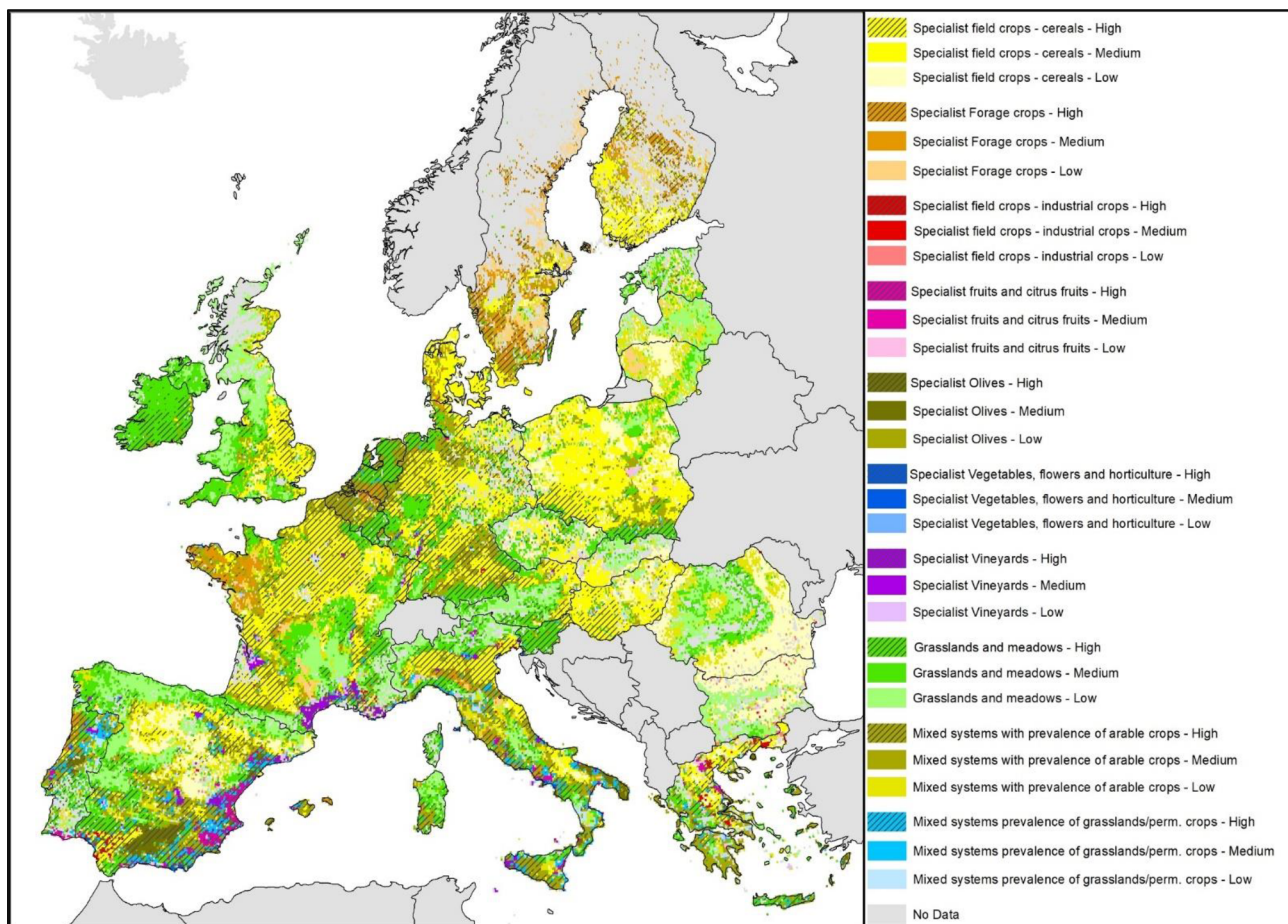 Specialist field crops - cereals - High
Specialist field crops - cereals - Medium
Specialist field crops - cereals - Low
Specialist Forage crops - High
Specialist Forage crops - Medium
Specialist Forage crops - Low
Specialist field crops - industrial crops - High
Specialist field crops - industrial crops - Medium
Specialist field crops - industrial crops - Low
Specialist fruits and citrus fruits - High
Specialist fruits and citrus fruits - Medium
Specialist fruits and citrus fruits - Low
Specialist Olives - High
Specialist Olives - Medium
Specialist Olives - Low
Specialist Vegetables, flowers and horticulture - High
Specialist Vegetables, flowers and horticulture - Medium
Specialist Vegetables, flowers and horticulture - Low
Specialist Vineyards - High
Specialist Vineyards - Medium
Specialist Vineyards - Low
Grasslands and meadows - High
Grasslands and meadows - Medium
Grasslands and meadows - Low
Mixed systems with prevalence of arable crops - High
Mixed systems with prevalence of arable crops - Medium
Mixed systems with prevalence of arable crops - Low
Mixed systems prevalence of grasslands/perm. crops - High
Mixed systems prevalence of grasslands/perm. crops - Medium
Mixed systems prevalence of grasslands/perm. crops - Low
No Data